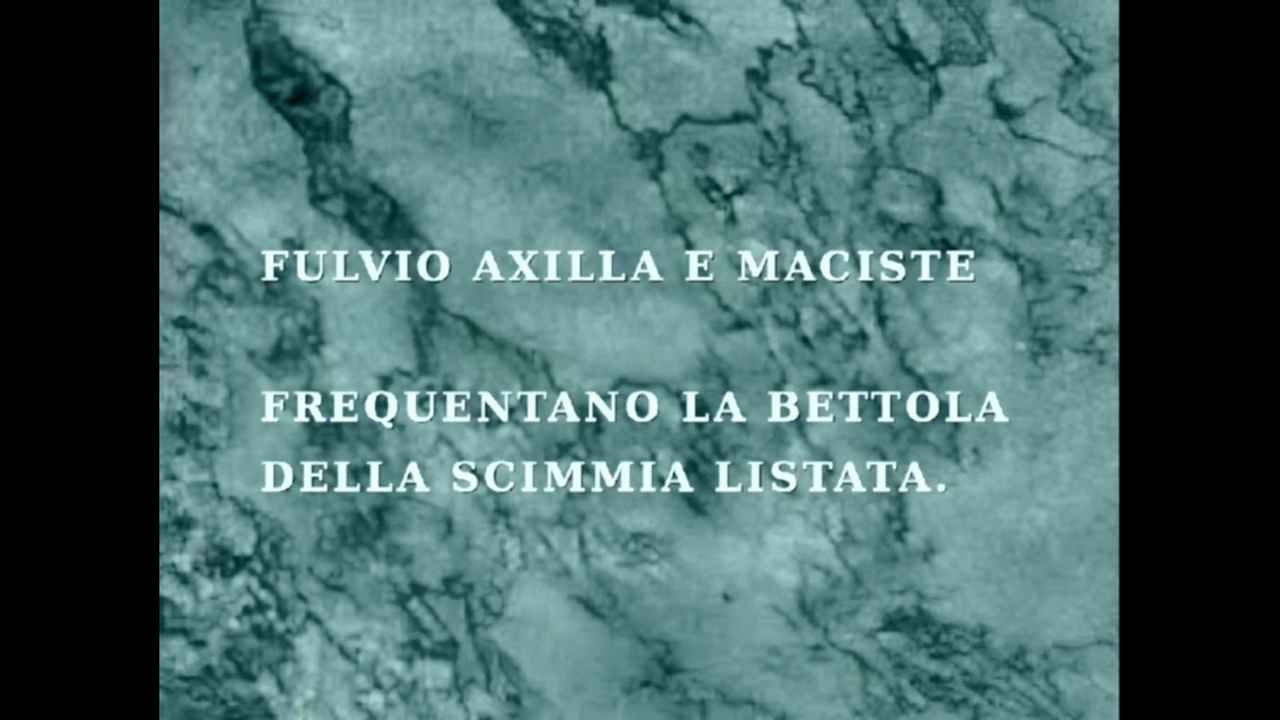 FULVIO AXILLA E MACISTE
FREQUENTANO LA BETTOLA
DELLA SCIMMIA LISTATA.